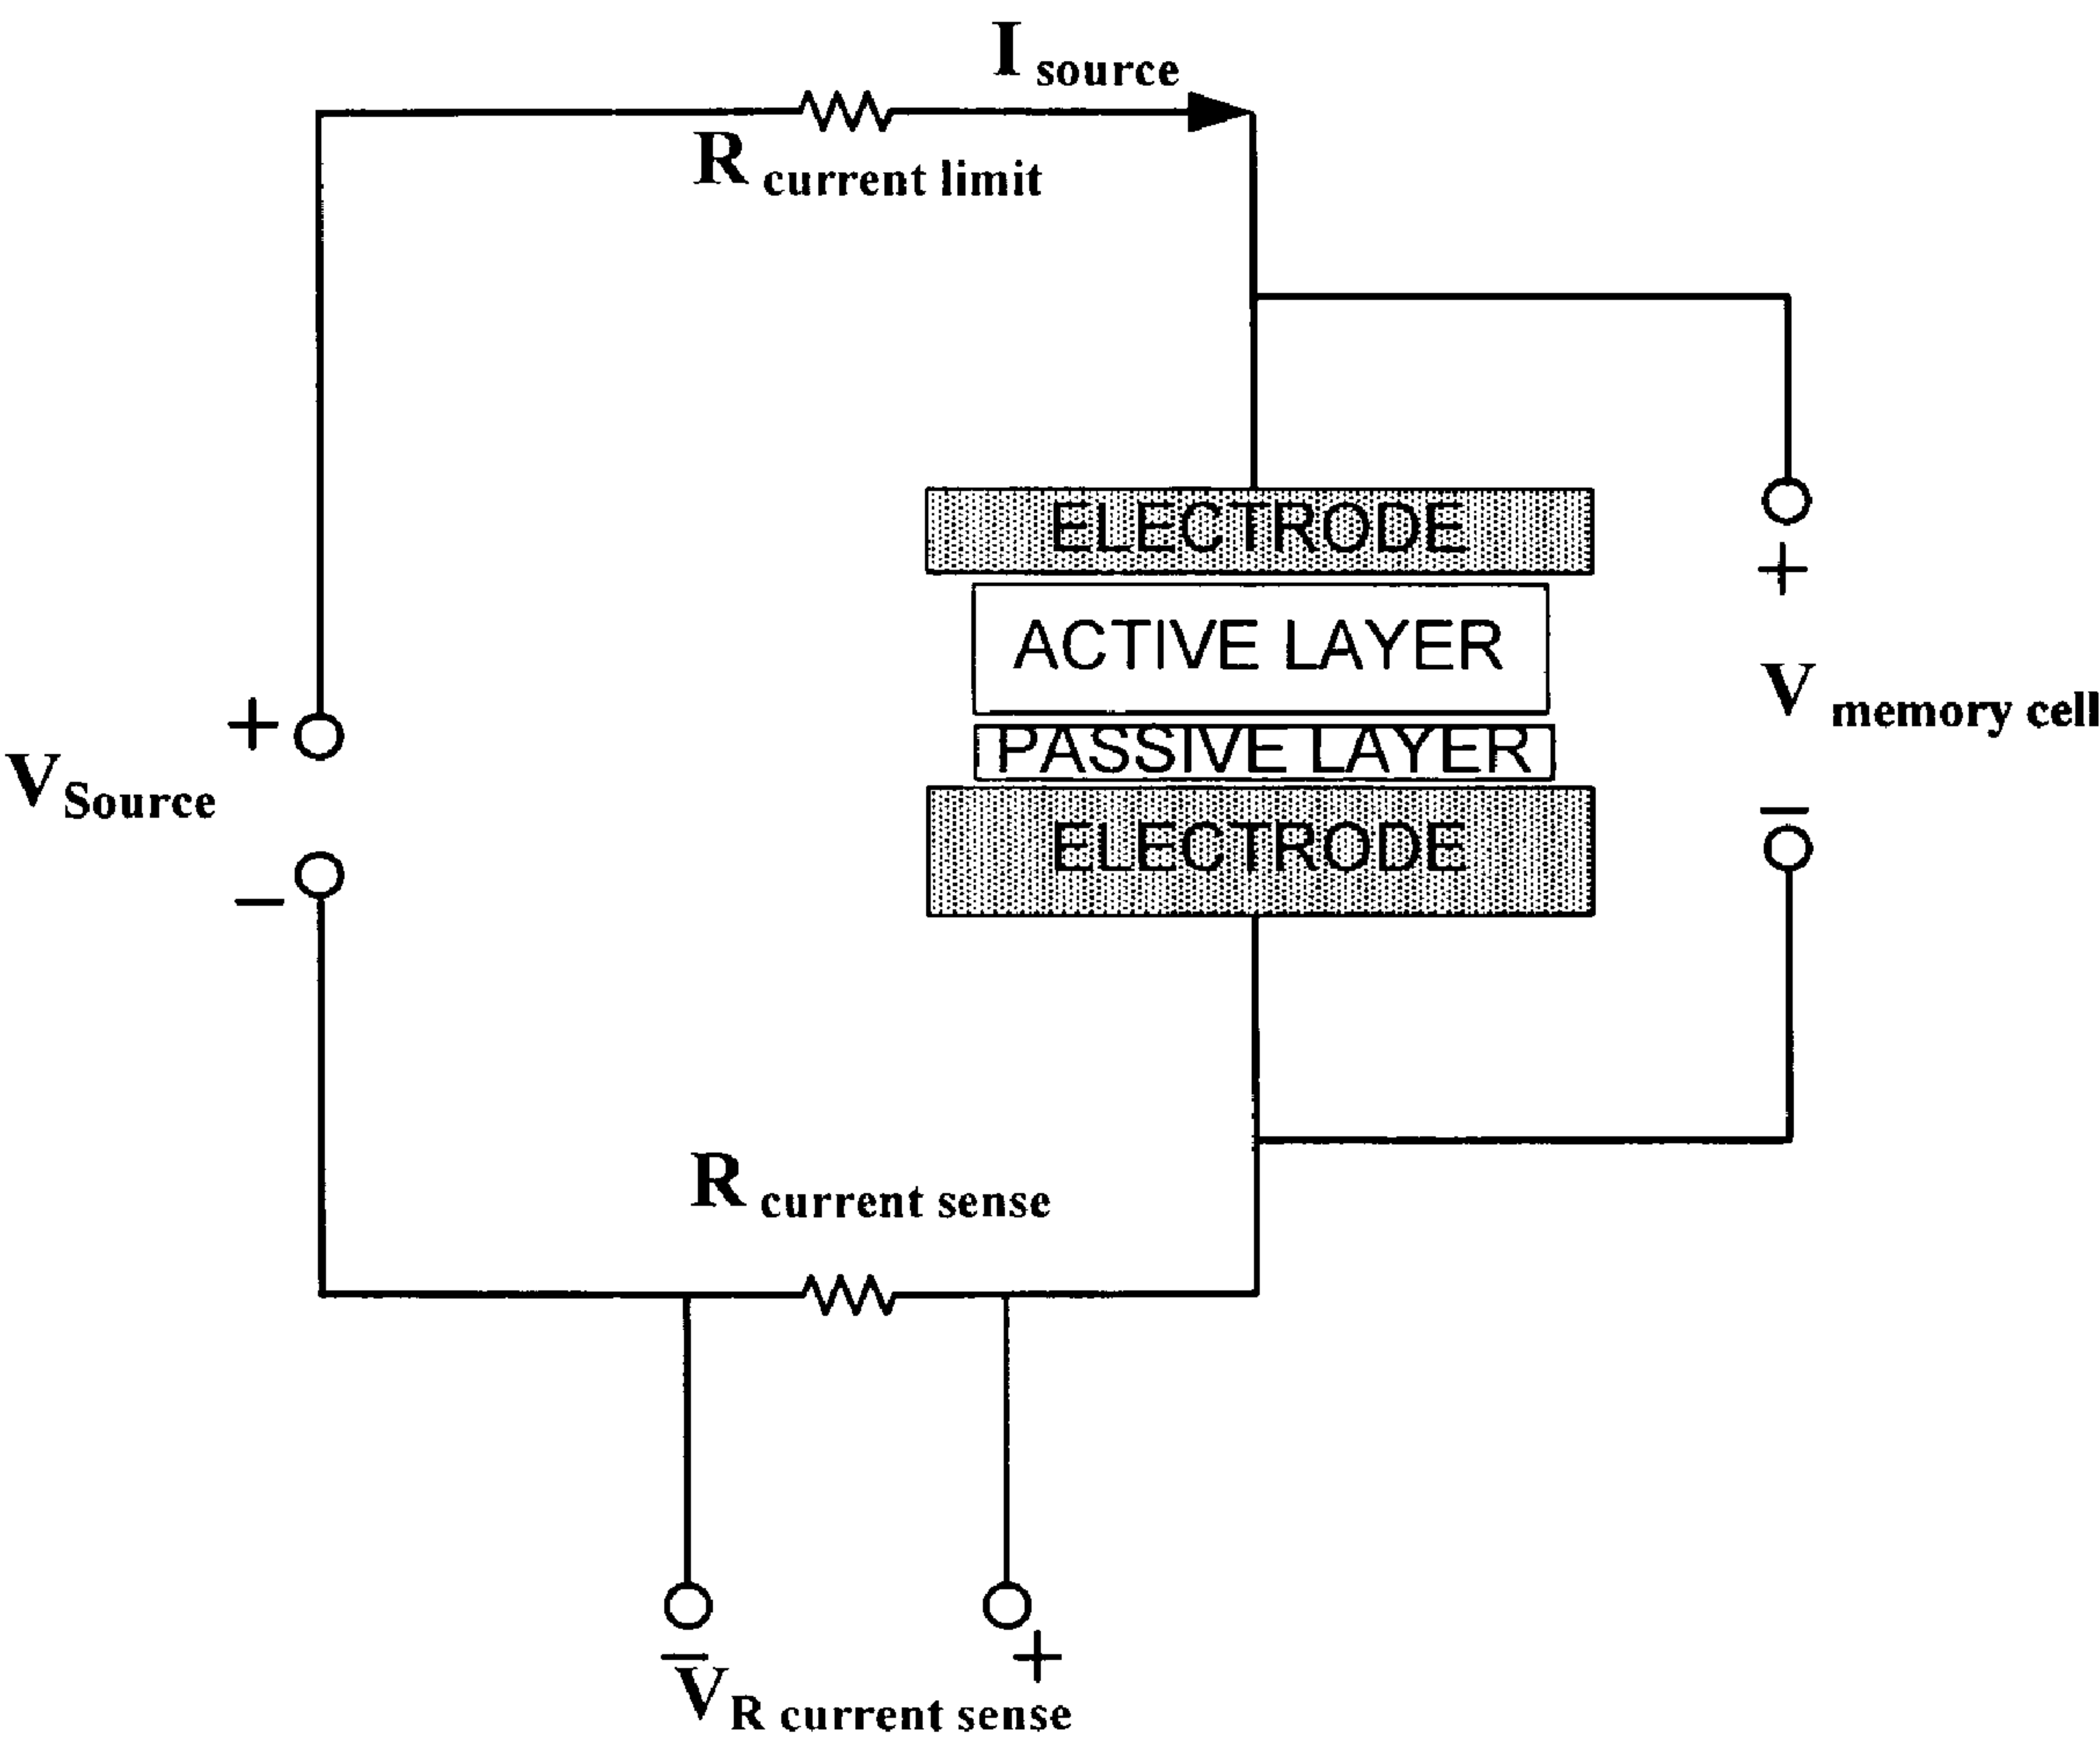 I source
R current limit
ELECTRODE
+
ACTIVE LAYER
+
V memory cell
PASSIVE LAYER
V Source
−
ELECTRODE
−
R current sense
− +
V R current sense